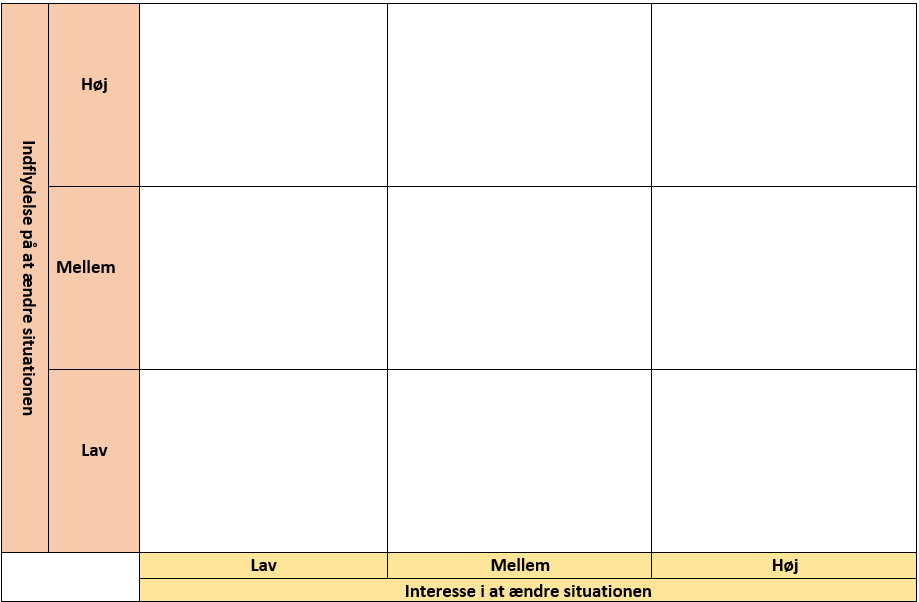 Indflydelse på at ændre situationen
Høj
Mellem
Lav
Lav
Mellem
Høj
Interesse i at ændre situationen